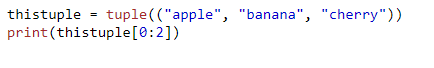 thistuple = tuple(("apple", "banana", "cherry"))
print(thistuple[0:2])